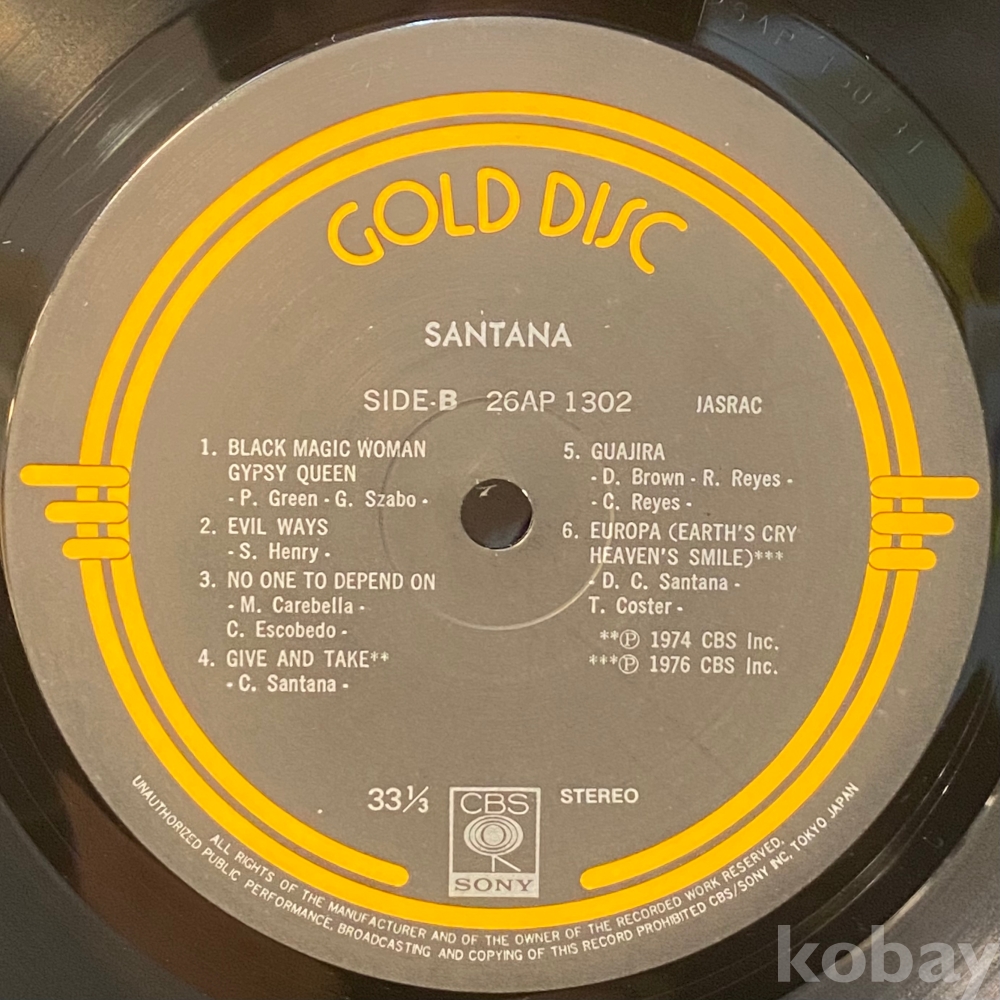 GOLD DISC
SANTANA
SIDE-B 26AP 1302 JASRAC
1. BLACK MAGIC WOMAN
GYPSY QUEEN
- P. Green - G. Szabo -
2. EVIL WAYS
- S. Henry -
3. NO ONE TO DEPEND ON
- M. Carebella -
C. Escobedo -
4. GIVE AND TAKE**
- C. Santana -
5. GUAJIRA
- D. Brown - R. Reyes -
- C. Reyes -
6. EUROPA (EARTH'S CRY
HEAVEN'S SMILE)***
- D. C. Santana -
T. Coster -
**Ⓟ 1974 CBS Inc.
***Ⓟ 1976 CBS Inc.
33⅓
CBS
SONY
STEREO
ALL RIGHTS OF THE MANUFACTURER AND OF THE OWNER OF THE RECORDED WORK RESERVED.
UNAUTHORIZED PUBLIC PERFORMANCE, BROADCASTING AND COPYING OF THIS RECORD PROHIBITED CBS/SONY INC, TOKYO JAPAN
kobay